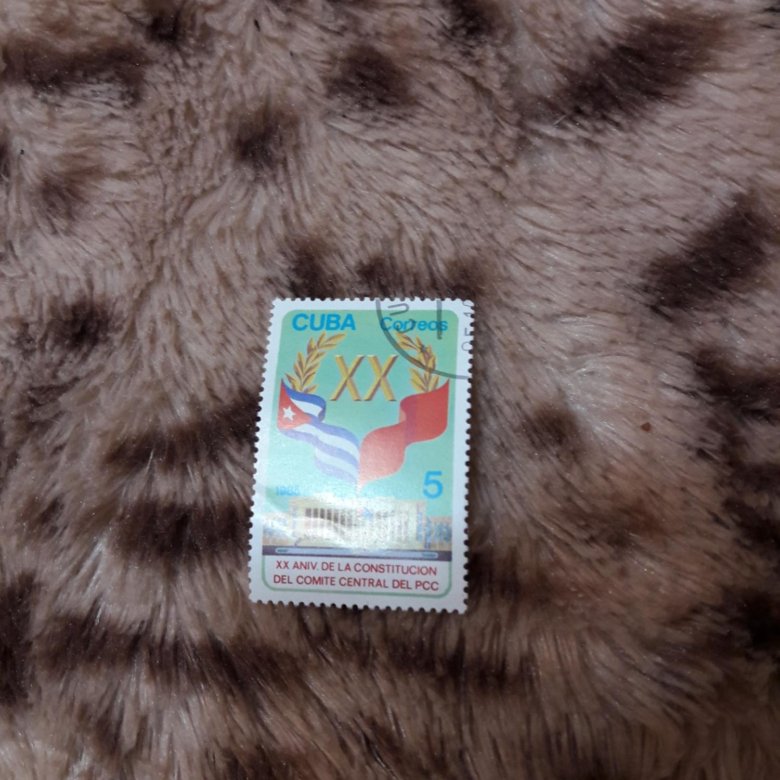 CUBA Correos
XX
5
XX ANIV. DE LA CONSTITUCION
DEL COMITE CENTRAL DEL PCC